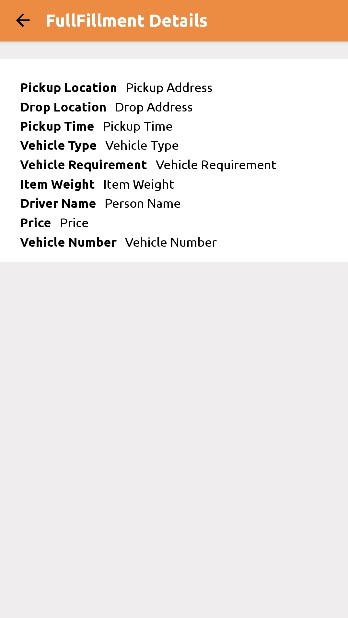 FullFillment Details
Pickup Location Pickup Address
Drop Location Drop Address
Pickup Time Pickup Time
Vehicle Type Vehicle Type
Vehicle Requirement Vehicle Requirement
Item Weight Item Weight
Driver Name Person Name
Price Price
Vehicle Number Vehicle Number